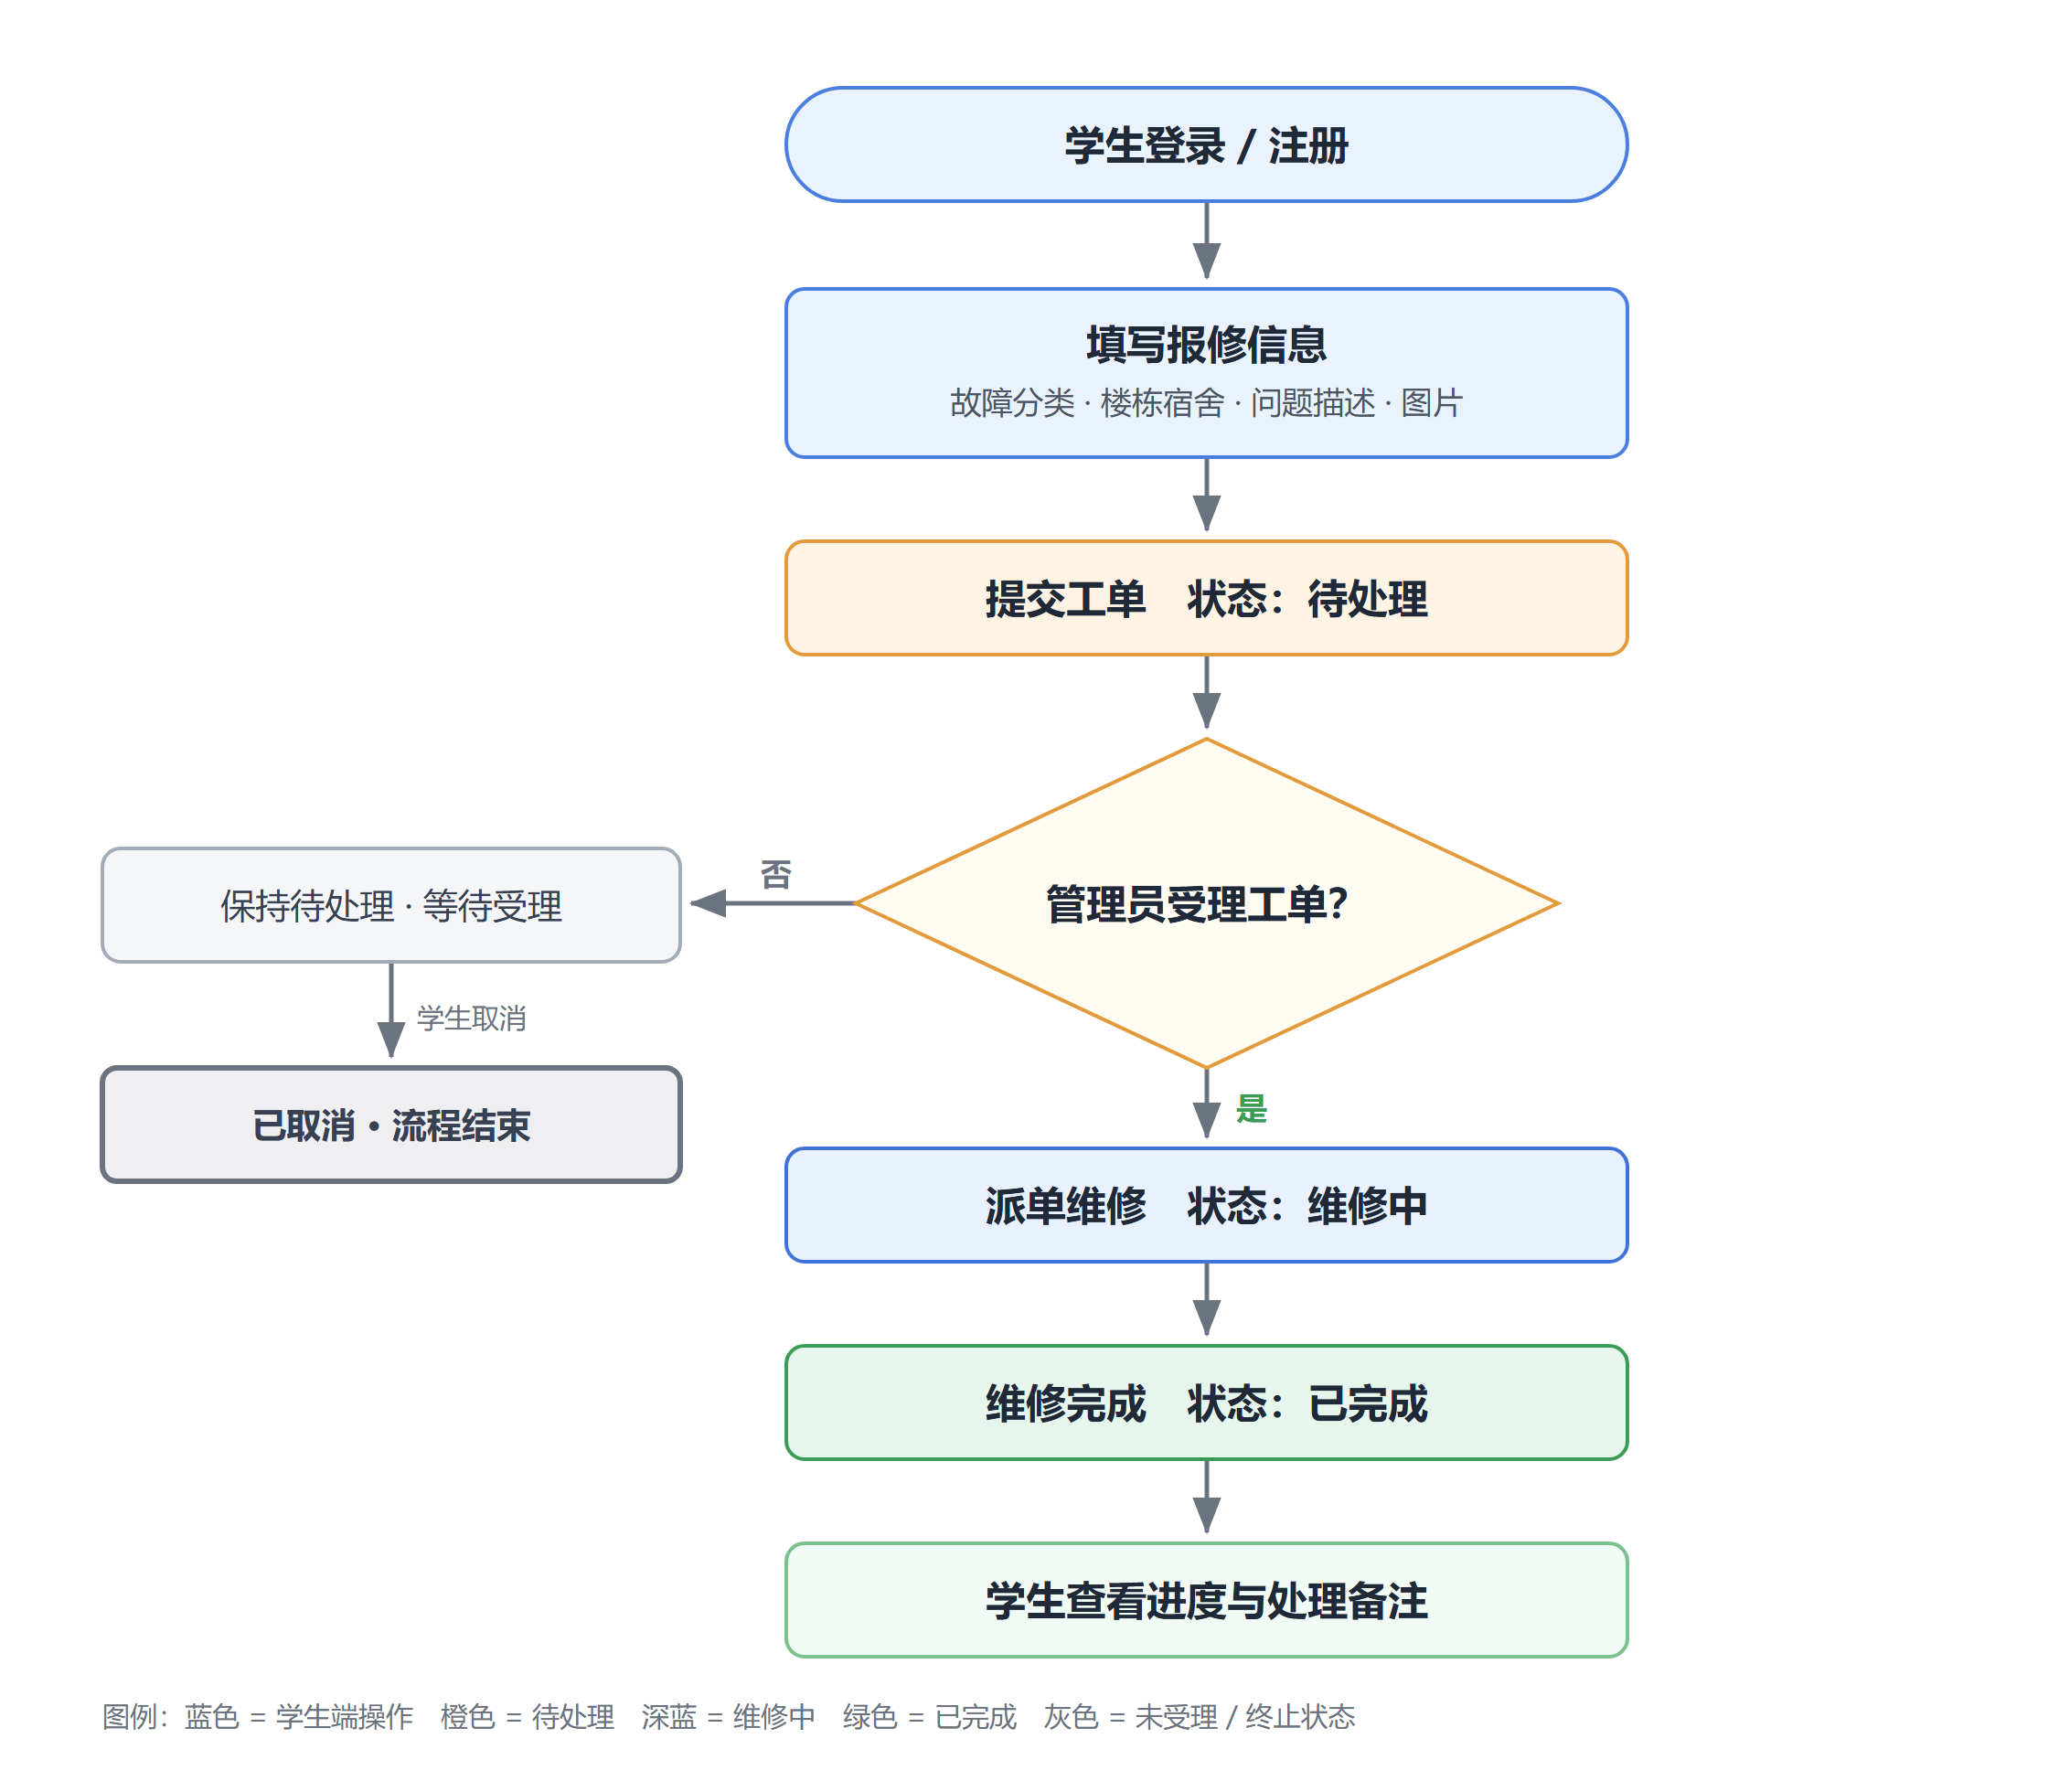 学生登录 / 注册
填写报修信息
故障分类 · 楼栋宿舍 · 问题描述 · 图片
提交工单　状态：待处理
管理员受理工单？
否
保持待处理 · 等待受理
学生取消
已取消 · 流程结束
是
派单维修　状态：维修中
维修完成　状态：已完成
学生查看进度与处理备注
图例：蓝色 = 学生端操作　橙色 = 待处理　深蓝 = 维修中　绿色 = 已完成　灰色 = 未受理 / 终止状态